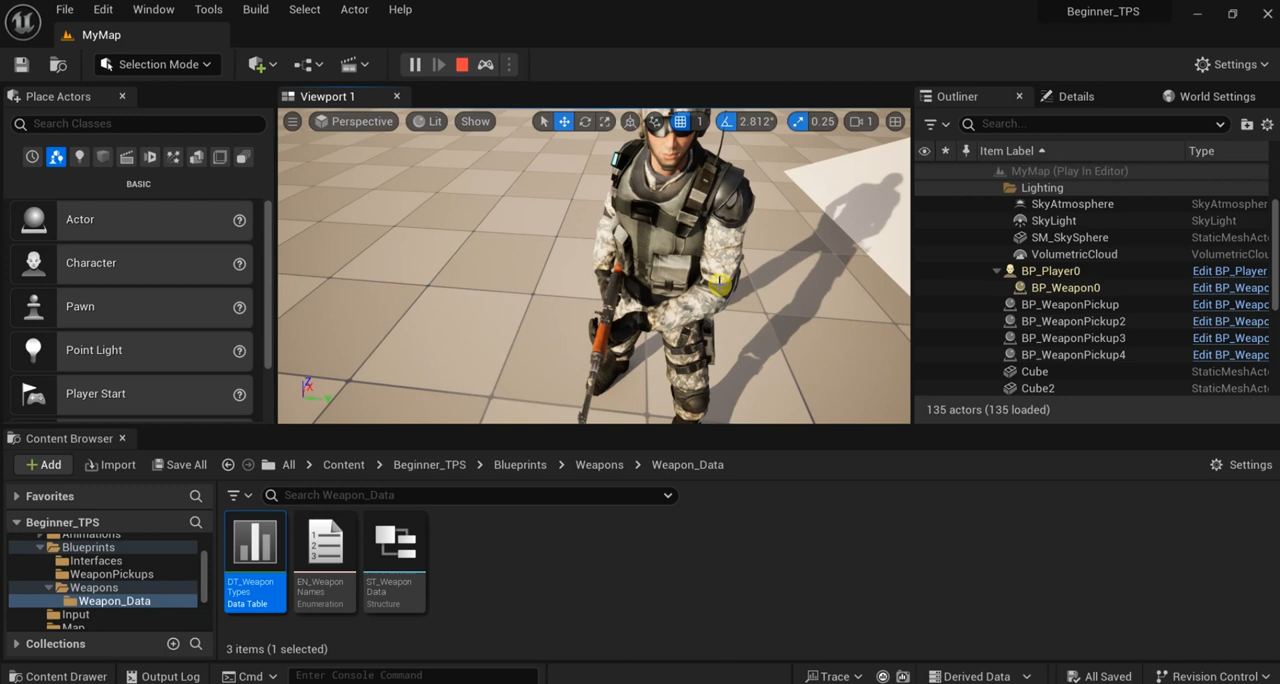 File Edit Window Tools Build Select Actor Help
Beginner_TPS
MyMap
Selection Mode
Settings
Place Actors
Viewport 1
Outliner
Details
World Settings
Search Classes
Perspective
Lit
Show
1
2.812°
0.25
1
Search...
Item Label
Type
BASIC
MyMap (Play In Editor)
Lighting
SkyAtmosphere SkyAtmospher
SkyLight SkyLight
SM_SkySphere StaticMeshActo
VolumetricCloud VolumetricClou
BP_Player0 Edit BP_Player
BP_Weapon0 Edit BP_Weapo
BP_WeaponPickup Edit BP_Weapo
BP_WeaponPickup2 Edit BP_Weapo
BP_WeaponPickup3 Edit BP_Weapo
BP_WeaponPickup4 Edit BP_Weapo
Cube StaticMeshActo
Cube2 StaticMeshActo
135 actors (135 loaded)
Actor
Character
Pawn
Point Light
Player Start
Z
X
Content Browser
Add
Import
Save All
All
Content
Beginner_TPS
Blueprints
Weapons
Weapon_Data
Settings
Favorites
Search Weapon_Data
Beginner_TPS
Animations
Blueprints
Interfaces
WeaponPickups
Weapons
Weapon_Data
Input
Map
Collections
DT_Weapon
Types
Data Table
EN_Weapon
Names
Enumeration
ST_Weapon
Data
Structure
3 items (1 selected)
Content Drawer
Output Log
Cmd
Enter Console Command
Trace
Derived Data
All Saved
Revision Control